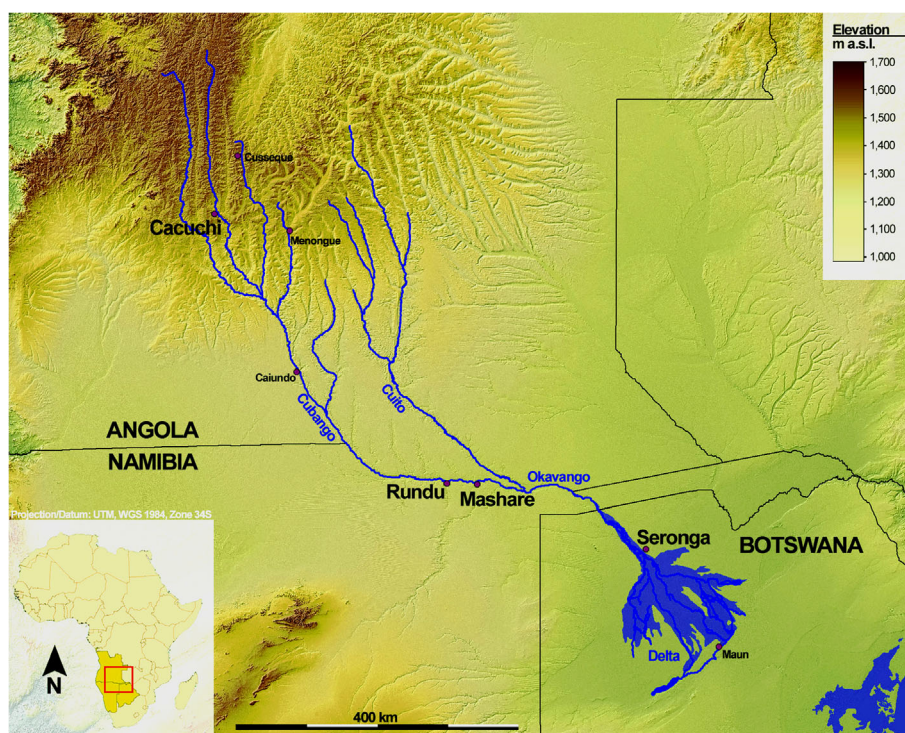 Elevation
m a.s.l.
1,700
1,600
1,500
1,400
1,300
1,200
1,100
1,000
Cusseque
Cacuchi
Menongue
Caiundo
Cubango
Cuito
ANGOLA
NAMIBIA
Okavango
Rundu
Mashare
Projection/Datum: UTM, WGS 1984, Zone 34S
Seronga
BOTSWANA
Delta
Maun
N
400 km